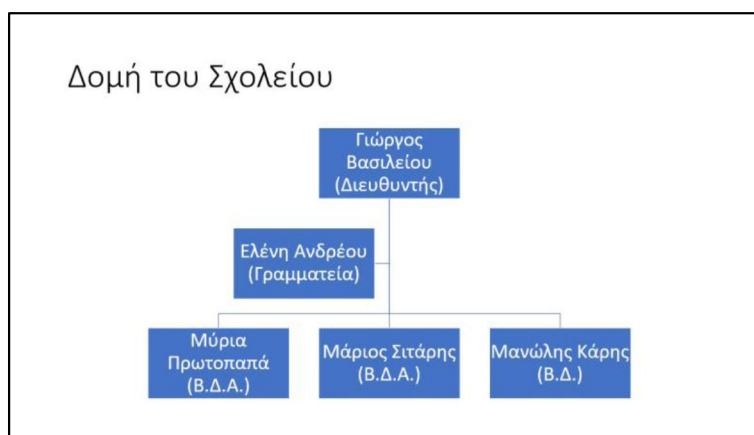 Δομή του Σχολείου
Γιώργος
Βασιλείου
(Διευθυντής)
Ελένη Ανδρέου
(Γραμματεία)
Μύρια
Πρωτοπαπά
(Β.Δ.Α.)
Μάριος Σιτάρης
(Β.Δ.Α.)
Μανώλης Κάρης
(Β.Δ.)